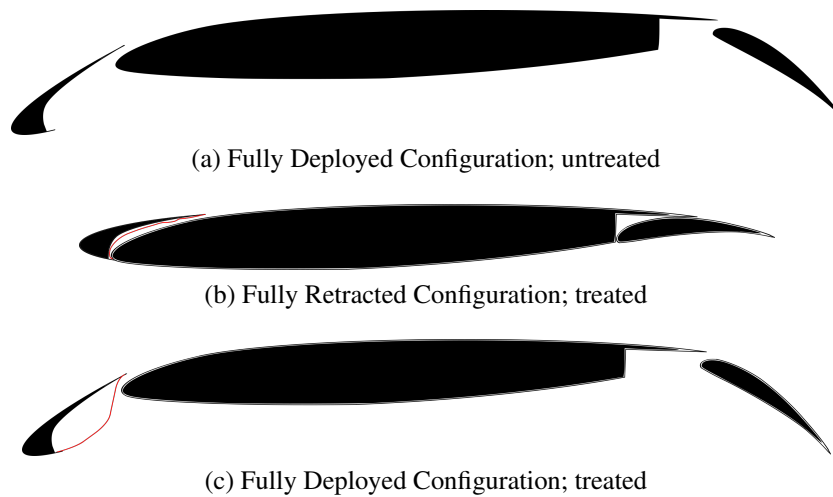 (a) Fully Deployed Configuration; untreated
(b) Fully Retracted Configuration; treated
(c) Fully Deployed Configuration; treated